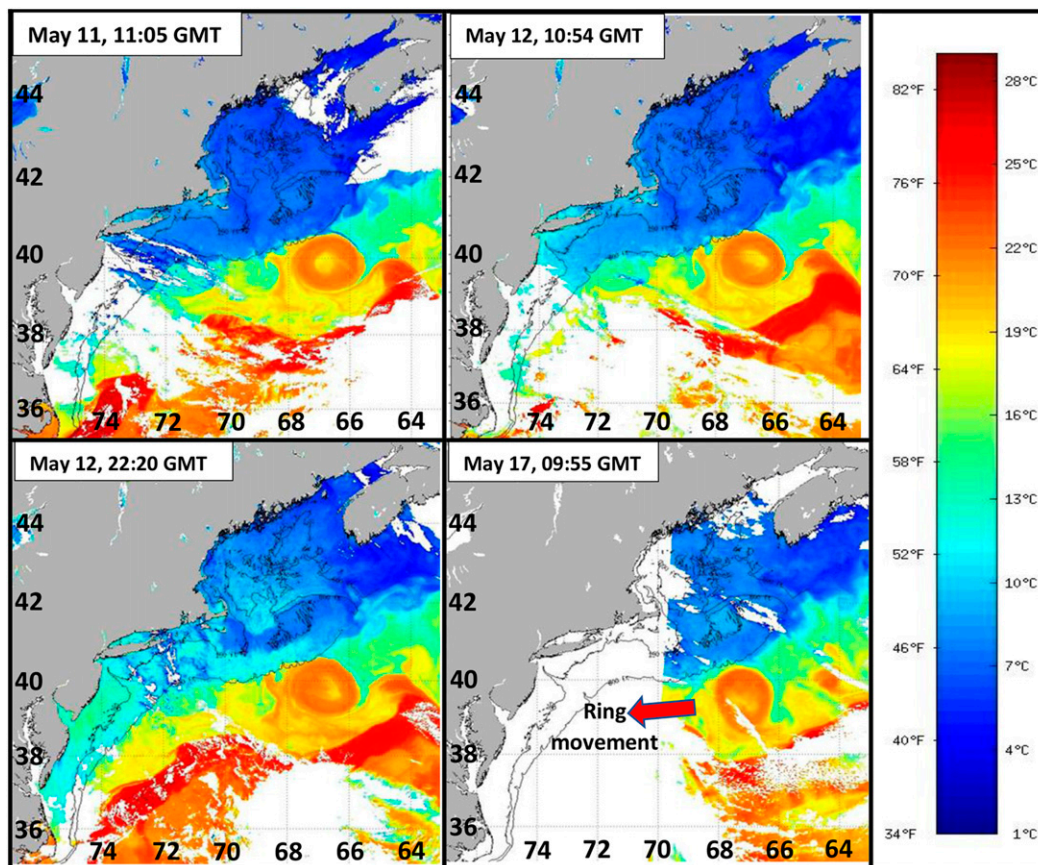 May 11, 11:05 GMT
44
42
40
38
36
74 72 70 68 66 64
May 12, 10:54 GMT
44
42
40
38
36
74 72 70 68 66 64
May 12, 22:20 GMT
44
42
40
38
36
74 72 70 68 66 64
May 17, 09:55 GMT
44
42
40
Ring
movement
38
36
74 72 70 68 66 64
82°F 28°C
25°C
76°F
22°C
70°F
19°C
64°F
16°C
58°F
13°C
52°F
10°C
46°F
7°C
40°F
4°C
34°F 1°C